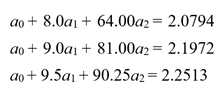 a₀ + 8.0a₁ + 64.00a₂ = 2.0794
a₀ + 9.0a₁ + 81.00a₂ = 2.1972
a₀ + 9.5a₁ + 90.25a₂ = 2.2513